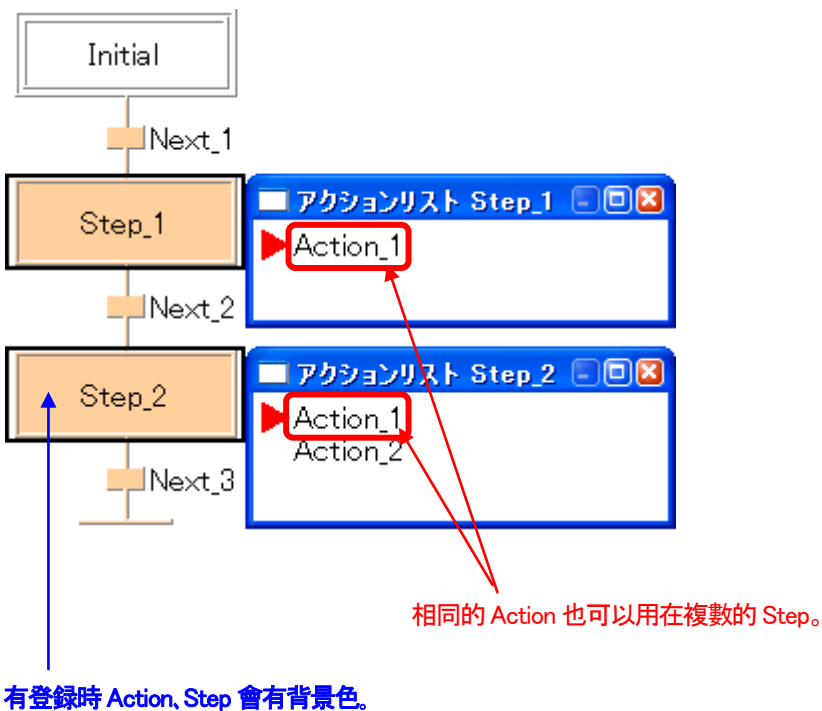 Initial
Next_1
Step_1
アクションリスト Step_1
Action_1
Next_2
Step_2
アクションリスト Step_2
Action_1
Action_2
Next_3
相同的 Action 也可以用在複數的 Step。
有登録時 Action、Step 會有背景色。